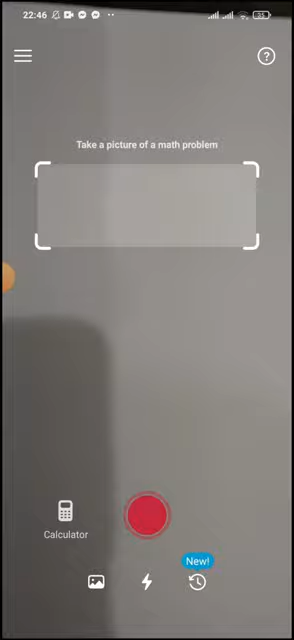 22:46
?
Take a picture of a math problem
Calculator
New!